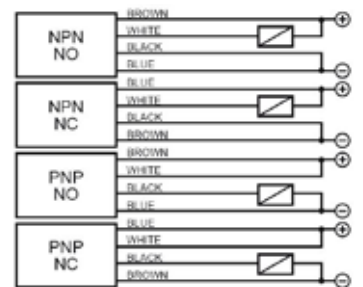 NPN
NO
BROWN
WHITE
BLACK
BLUE
+
−
NPN
NC
BLUE
WHITE
BLACK
BROWN
+
−
PNP
NO
BROWN
WHITE
BLACK
BLUE
+
−
PNP
NC
BLUE
WHITE
BLACK
BROWN
+
−